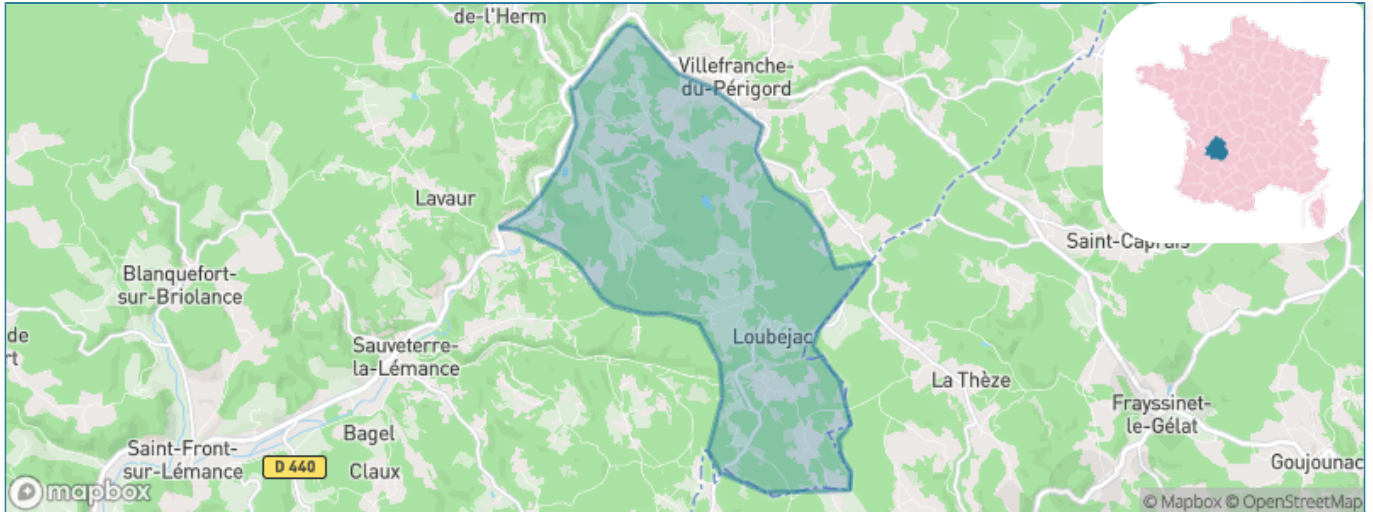 de-l'Herm
Villefranche-
du-Périgord
Lavaur
Saint-Caprais
Blanquefort-
sur-Briolance
de
rt
Loubejac
Sauveterre-
la-Lémance
La Thèze
Frayssinet-
le-Gélat
Bagel
Saint-Front-
sur-Lémance
D 440
Claux
Goujounac
mapbox
© Mapbox © OpenStreetMap